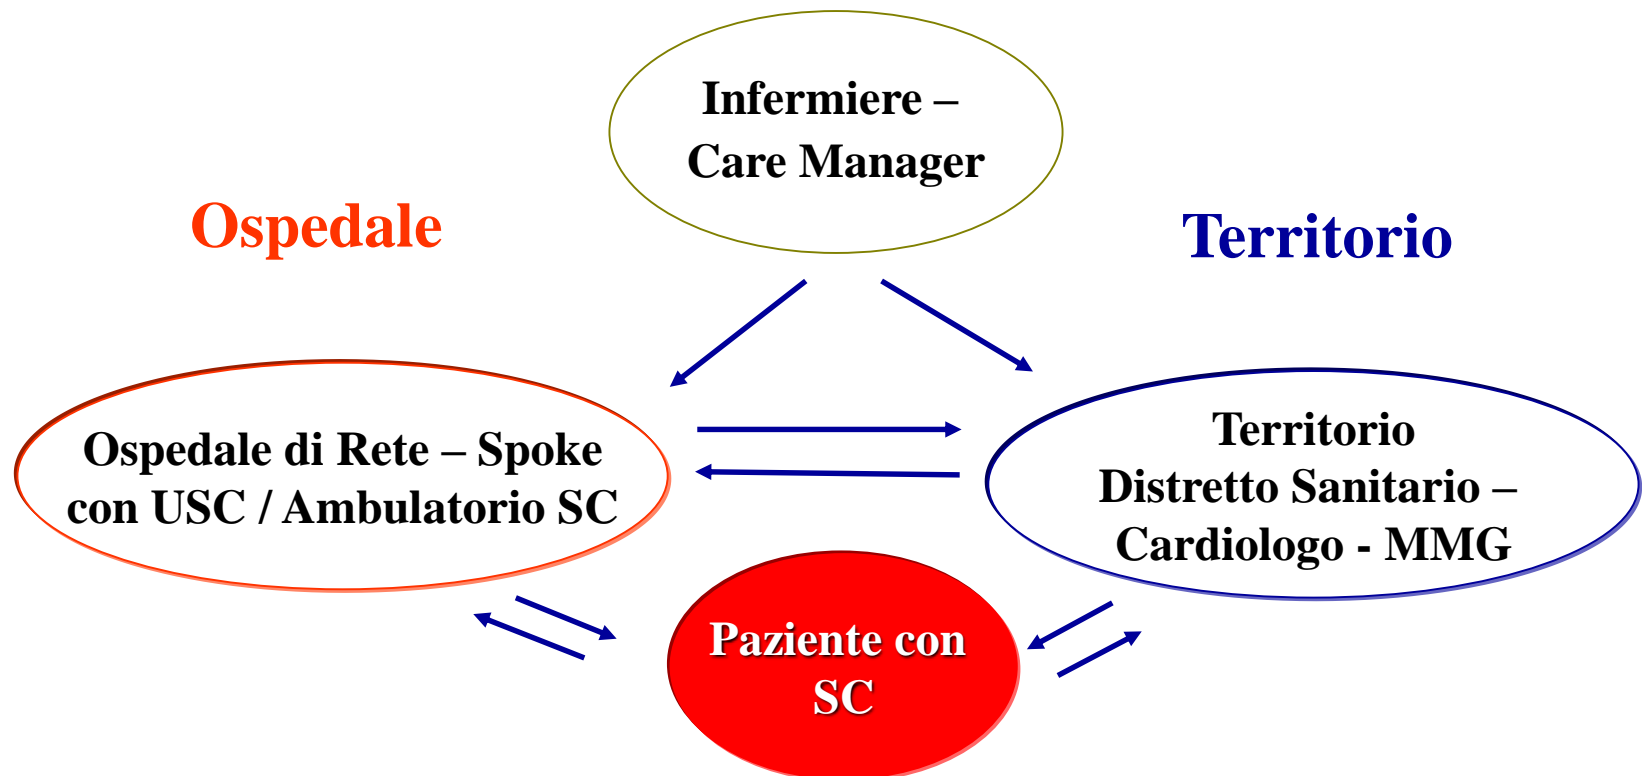 Infermiere –
Care Manager
Ospedale
Territorio
Ospedale di Rete – Spoke
con USC / Ambulatorio SC
Territorio
Distretto Sanitario –
Cardiologo - MMG
Paziente con
SC